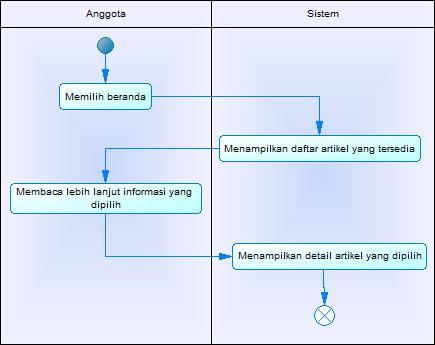 Anggota
Sistem
Memilih beranda
Menampilkan daftar artikel yang tersedia
Membaca lebih lanjut informasi yang
dipilih
Menampilkan detail artikel yang dipilih